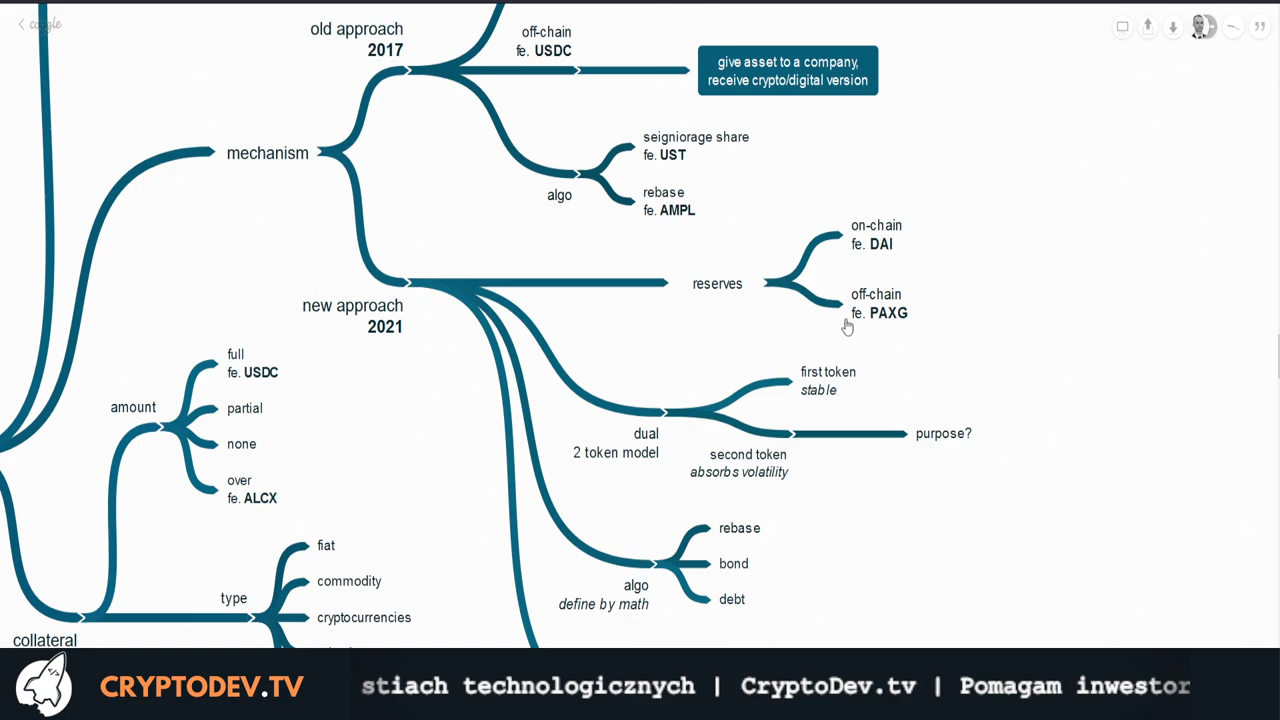 coggle
old approach
2017
off-chain
fe. USDC
give asset to a company,
receive crypto/digital version
mechanism
seigniorage share
fe. UST
algo
rebase
fe. AMPL
new approach
2021
reserves
on-chain
fe. DAI
off-chain
fe. PAXG
dual
2 token model
first token
stable
second token
absorbs volatility
purpose?
algo
define by math
rebase
bond
debt
amount
full
fe. USDC
partial
none
over
fe. ALCX
type
fiat
commodity
cryptocurrencies
collateral
CRYPTODEV.TV
stiach technologicznych | CryptoDev.tv | Pomagam inwestor